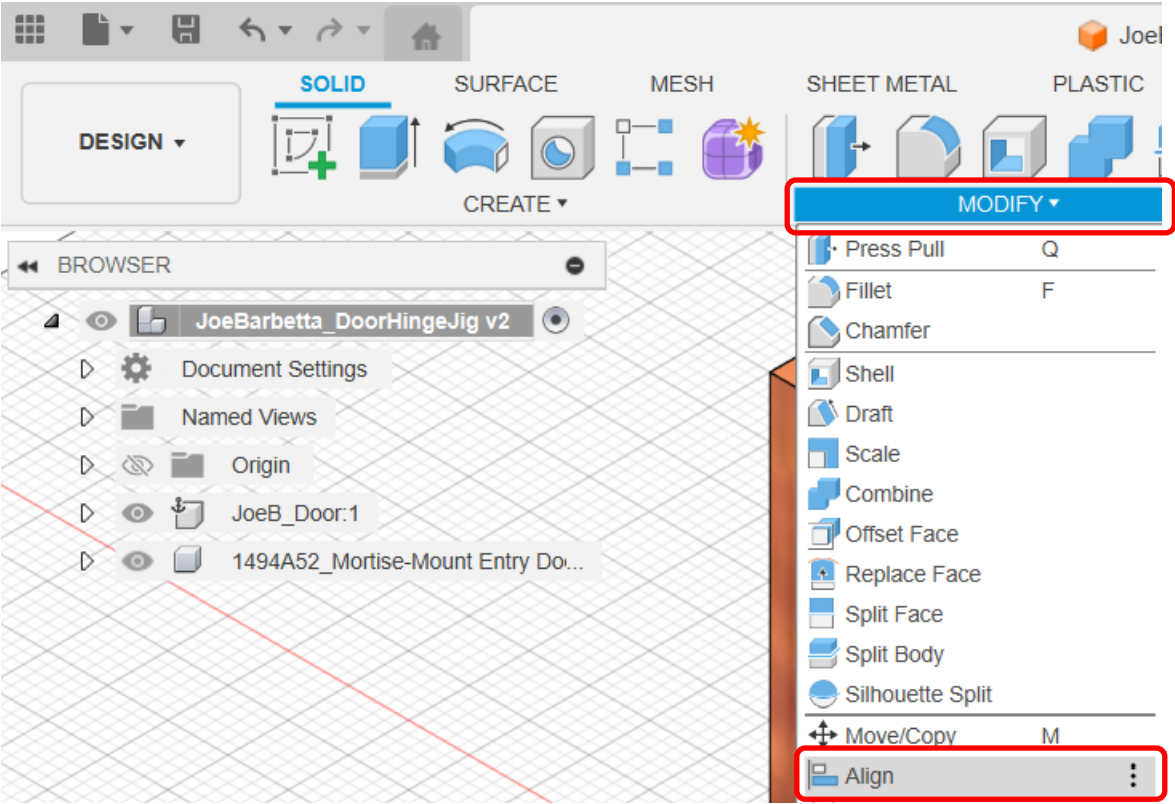 Joel
SOLID SURFACE MESH SHEET METAL PLASTIC
DESIGN
CREATE
MODIFY
BROWSER
JoeBarbetta_DoorHingeJig v2
Document Settings
Named Views
Origin
JoeB_Door:1
1494A52_Mortise-Mount Entry Do...
Press Pull Q
Fillet F
Chamfer
Shell
Draft
Scale
Combine
Offset Face
Replace Face
Split Face
Split Body
Silhouette Split
Move/Copy M
Align